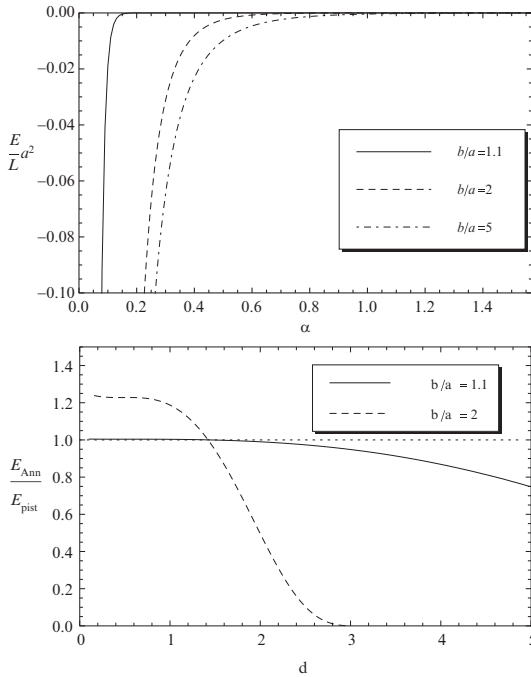 0.00
−0.02
−0.04
E/L a²
−0.06
−0.08
−0.10
b/a=1.1
b/a=2
b/a=5
0.0 0.2 0.4 0.6 0.8 1.0 1.2 1.4
α
1.4
1.2
1.0
E_Ann/E_pist
0.8
0.6
0.4
0.2
0.0
b/a = 1.1
b/a = 2
0 1 2 3 4 5
d